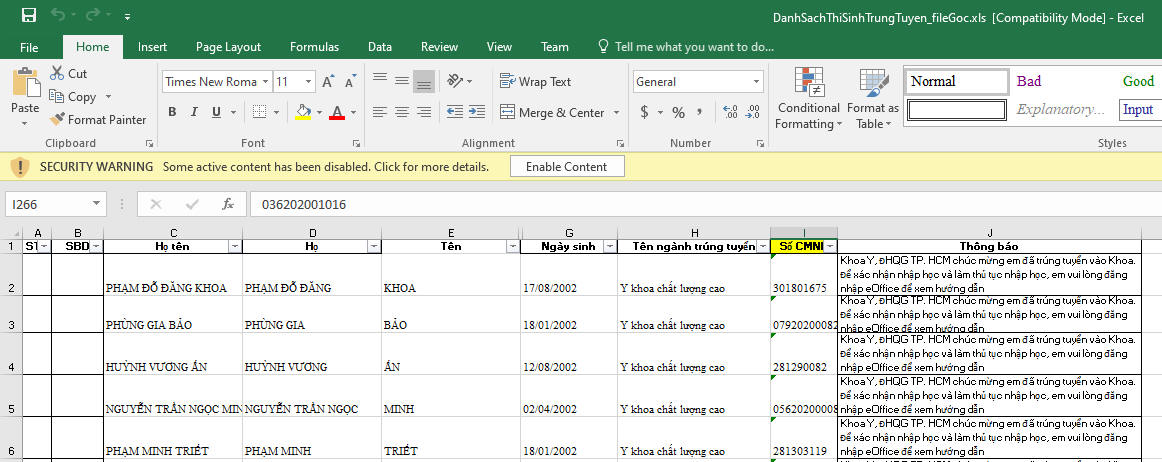 DanhSachThiSinhTrungTuyen_fileGoc.xls [Compatibility Mode] - Excel
File Home Insert Page Layout Formulas Data Review View Team Tell me what you want to do...
Paste
Cut
Copy
Format Painter
Clipboard
Times New Roma 11 A A
B I U A
Font
Wrap Text
Merge & Center
Alignment
General
$ % , .00
Number
Conditional Formatting
Format as Table
Normal Bad Good
Explanatory... Input
Styles
SECURITY WARNING Some active content has been disabled. Click for more details. Enable Content
I266 fx 036202001016
A B C D E G H I J
1 ST SBD Họ tên Họ Tên Ngày sinh Tên ngành trúng tuyển Số CMNI Thông báo
2 PHẠM ĐỖ ĐĂNG KHOA PHẠM ĐỖ ĐĂNG KHOA 17/08/2002 Y khoa chất lượng cao 301801675
Khoa Y, ĐHQG TP. HCM chúc mừng em đã trúng tuyển vào Khoa.
Để xác nhận nhập học và làm thủ tục nhập học, em vui lòng đăng
nhập eOffice để xem hướng dẫn
3 PHÙNG GIA BẢO PHÙNG GIA BẢO 18/01/2002 Y khoa chất lượng cao 07920200082
Khoa Y, ĐHQG TP. HCM chúc mừng em đã trúng tuyển vào Khoa.
Để xác nhận nhập học và làm thủ tục nhập học, em vui lòng đăng
nhập eOffice để xem hướng dẫn
4 HUỲNH VƯƠNG ẤN HUỲNH VƯƠNG ẤN 12/08/2002 Y khoa chất lượng cao 281290082
Khoa Y, ĐHQG TP. HCM chúc mừng em đã trúng tuyển vào Khoa.
Để xác nhận nhập học và làm thủ tục nhập học, em vui lòng đăng
nhập eOffice để xem hướng dẫn
5 NGUYỄN TRẦN NGỌC MIN NGUYỄN TRẦN NGỌC MINH 02/04/2002 Y khoa chất lượng cao 05620200008
Khoa Y, ĐHQG TP. HCM chúc mừng em đã trúng tuyển vào Khoa.
Để xác nhận nhập học và làm thủ tục nhập học, em vui lòng đăng
nhập eOffice để xem hướng dẫn
6 PHẠM MINH TRIẾT PHẠM MINH TRIẾT 18/01/2002 Y khoa chất lượng cao 281303119
Khoa Y, ĐHQG TP. HCM chúc mừng em đã trúng tuyển vào Khoa.
Để xác nhận nhập học và làm thủ tục nhập học, em vui lòng đăng
nhập eOffice để xem hướng dẫn